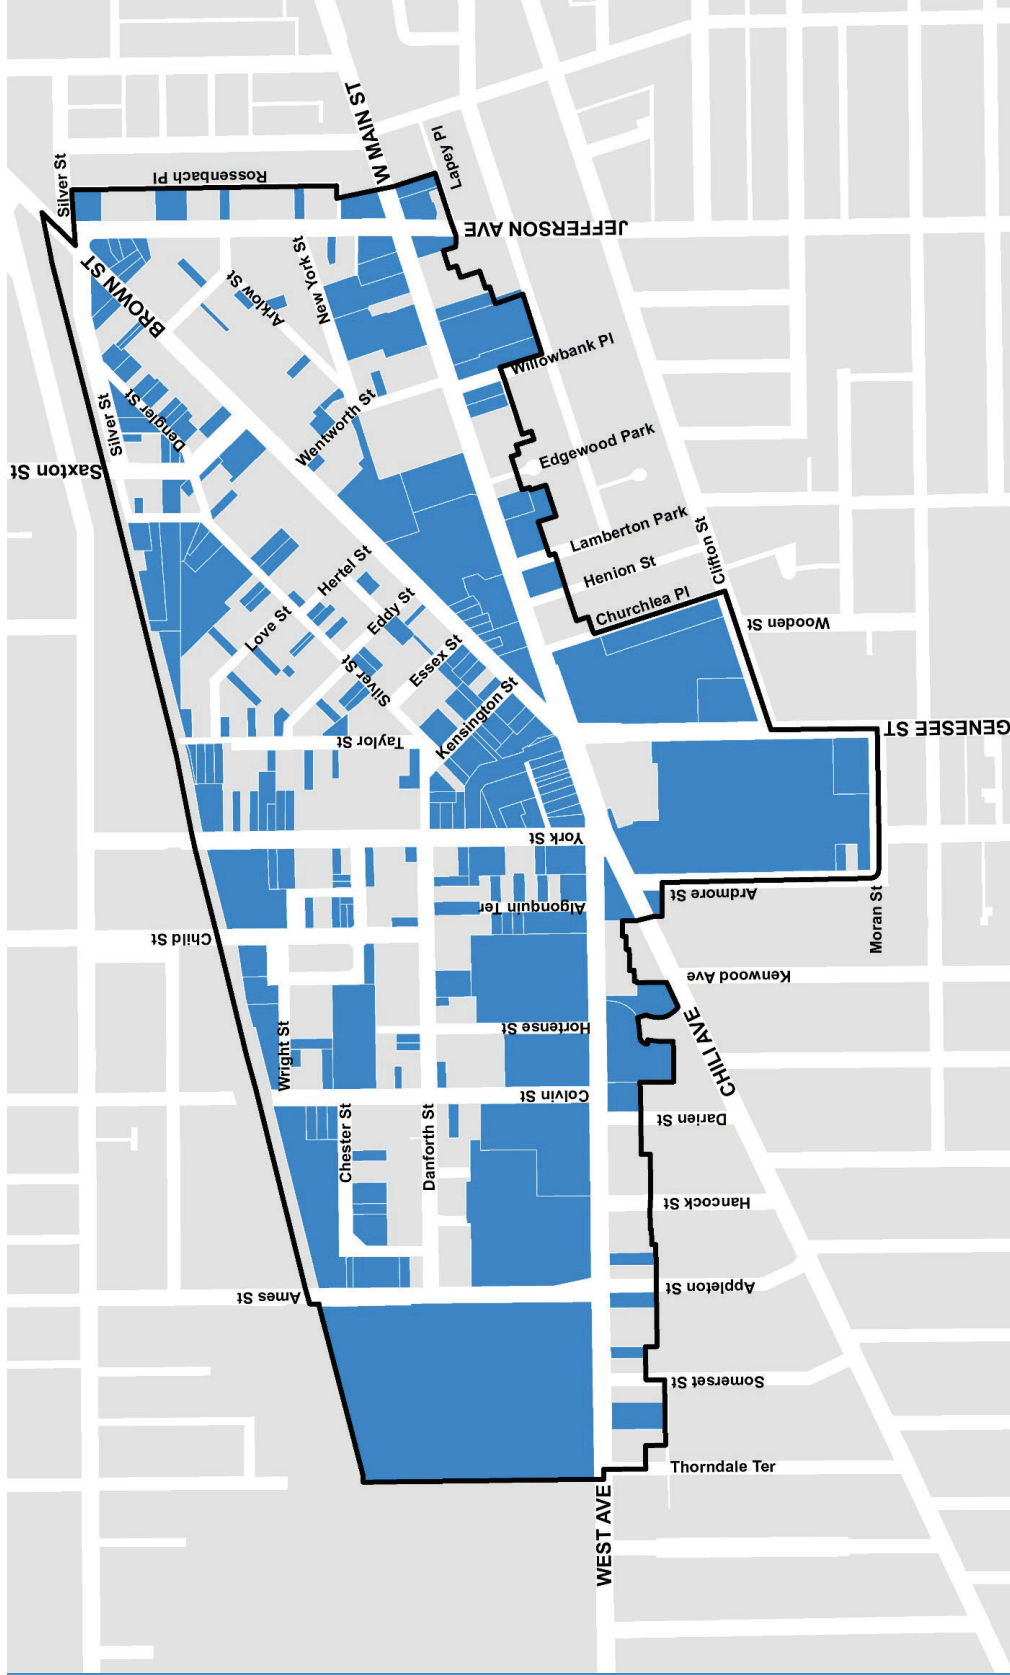 W MAIN ST
Silver St
Lapey Pl
Rossenbach Pl
JEFFERSON AVE
BROWN ST
Arklow St
New York St
Willowbank Pl
Silver St
Dengler St
Wentworth St
Edgewood Park
Saxton St
Lamberton Park
Clifton St
Hertel St
Henion St
Churchlea Pl
Eddy St
Love St
Wooden St
Essex St
Silver St
Kensington St
GENESEE ST
Taylor St
York St
Ardmore St
Algonquin Ter
Moran St
Child St
Kenwood Ave
Hortense St
Wright St
CHILI AVE
Colvin St
Darien St
Chester St
Danforth St
Hancock St
Appleton St
Ames St
Somerset St
Thorndale Ter
WEST AVE